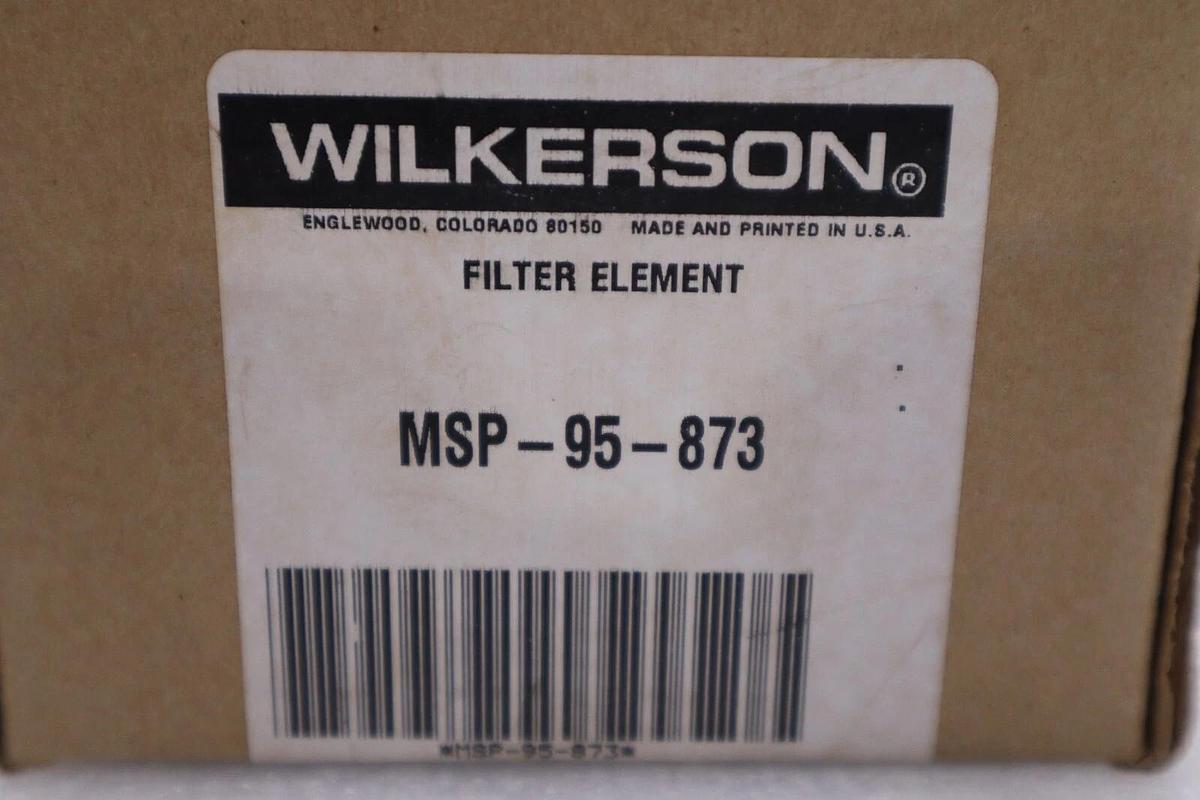 WILKERSON®
ENGLEWOOD, COLORADO 80150 MADE AND PRINTED IN U.S.A.
FILTER ELEMENT
MSP-95-873
*MSP-95-873*